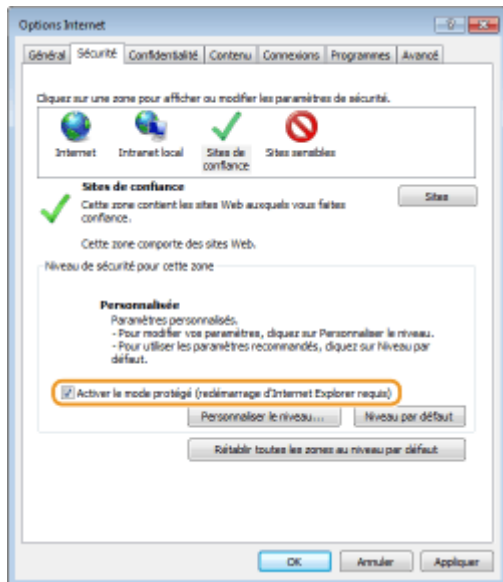 Options Internet
Général Sécurité Confidentialité Contenu Connexions Programmes Avancé
Cliquez sur une zone pour afficher ou modifier les paramètres de sécurité.
Internet Intranet local Sites de confiance Sites sensibles
Sites de confiance
Sites
Cette zone contient les sites Web auxquels vous faites
confiance.
Cette zone comporte des sites Web.
Niveau de sécurité pour cette zone
Personnalisée
Paramètres personnalisés.
- Pour modifier vos paramètres, cliquez sur Personnaliser le niveau.
- Pour utiliser les paramètres recommandés, cliquez sur Niveau par
défaut.
Activer le mode protégé (redémarrage d'Internet Explorer requis)
Personnaliser le niveau... Niveau par défaut
Rétablir toutes les zones au niveau par défaut
OK Annuler Appliquer